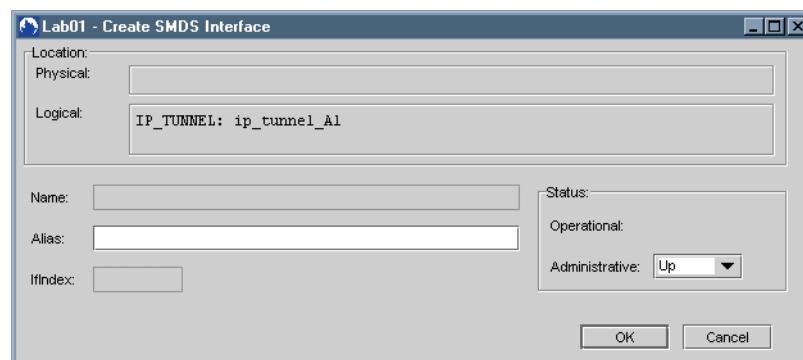 Lab01 - Create SMDS Interface
Location:
Physical:
Logical:
IP_TUNNEL: ip_tunnel_A1
Name:
Alias:
IfIndex:
Status:
Operational:
Administrative: Up
OK Cancel